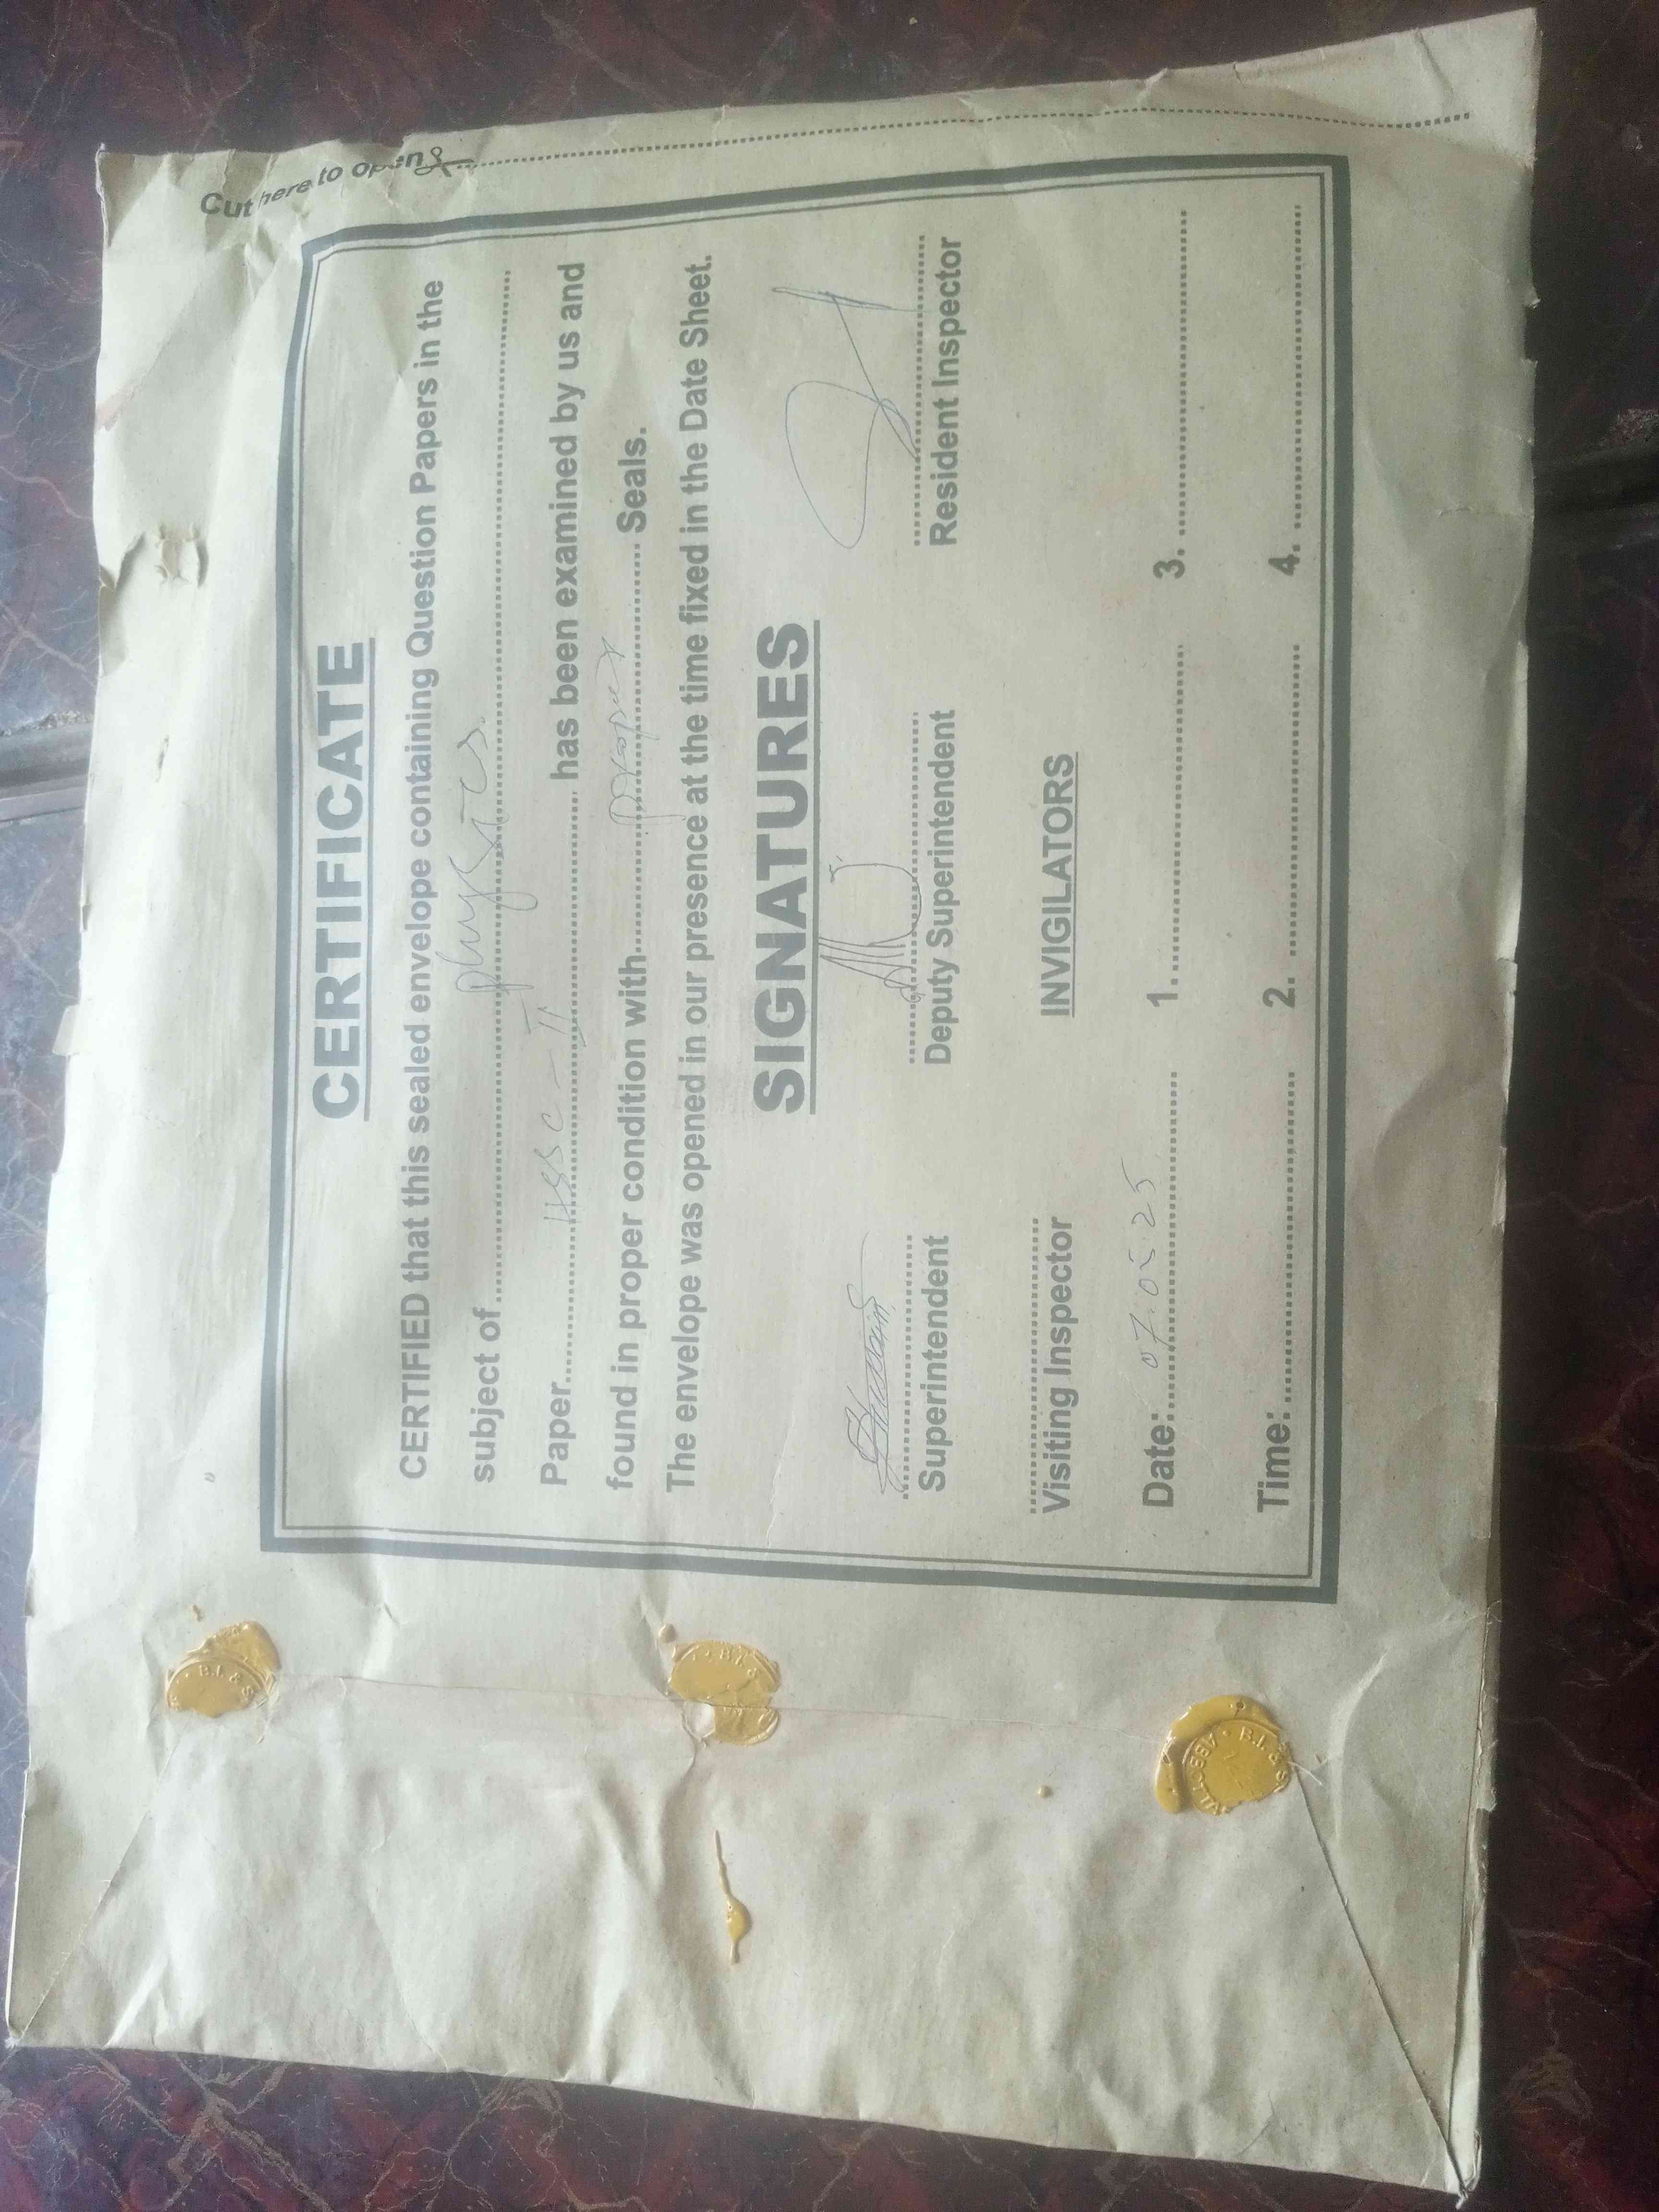 Cut here to open
CERTIFICATE
CERTIFIED that this sealed envelope containing Question Papers in the
subject of.......... physics ..........
Paper.......... HSSC - II .......... has been examined by us and
found in proper condition with.......... proper .......... Seals.
The envelope was opened in our presence at the time fixed in the Date Sheet.
SIGNATURES
Superintendent Deputy Superintendent Resident Inspector
Visiting Inspector INVIGILATORS
Date: 07.05.25 1. 3.
Time: 2. 4.
B.I. & S
B.I. &
ABBOTTA B.I. & S.